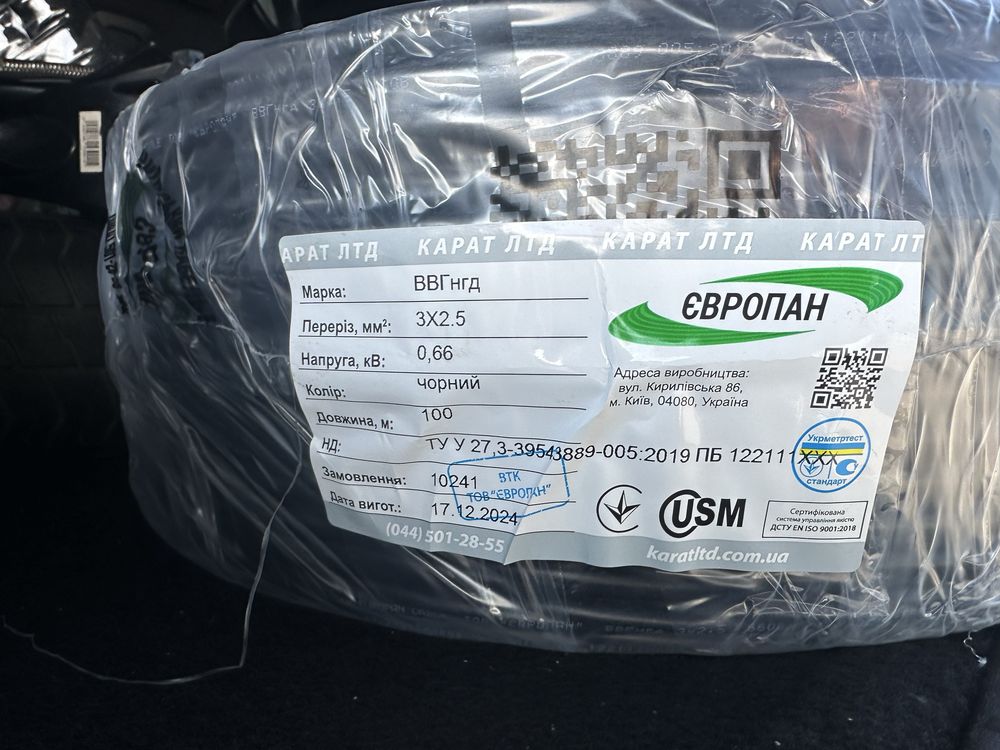 КАРАТ ЛТД КАРАТ ЛТД КАРАТ ЛТД
Марка: ВВГнгд
Переріз, мм²: 3Х2.5
Напруга, кВ: 0,66
Колір: чорний
Довжина, м: 100
НД: ТУ У 27,3-39543889-005:2019 ПБ 122111ХХХ
Замовлення: 10241
Дата вигот.: 17.12.2024
ВТК
ТОВ "ЄВРОПАН"
(044) 501-28-55
ЄВРОПАН
Адреса виробництва:
вул. Кирилівська 86,
м. Київ, 04080, Україна
Укрметртест
стандарт
USM
Сертифікована
система управління якістю
ДСТУ EN ISO 9001:2018
karatltd.com.ua